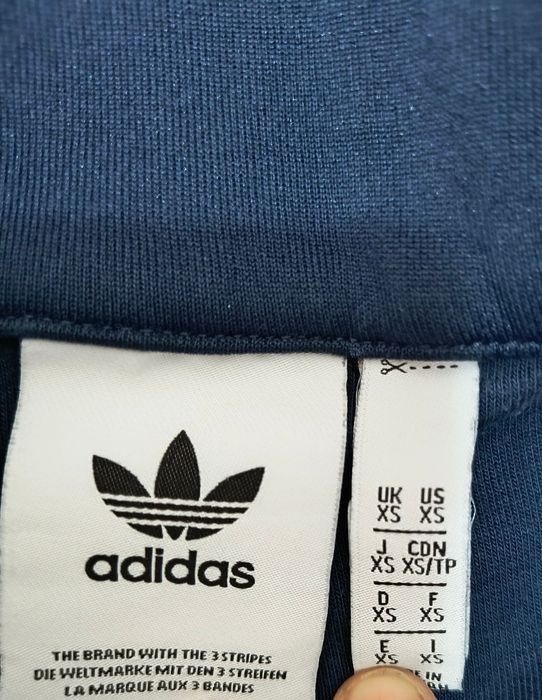 adidas
THE BRAND WITH THE 3 STRIPES
DIE WELTMARKE MIT DEN 3 STREIFEN
LA MARQUE AUX 3 BANDES
UK US
XS XS
J CDN
XS XS/TP
D F
XS XS
E I
XS XS
IN